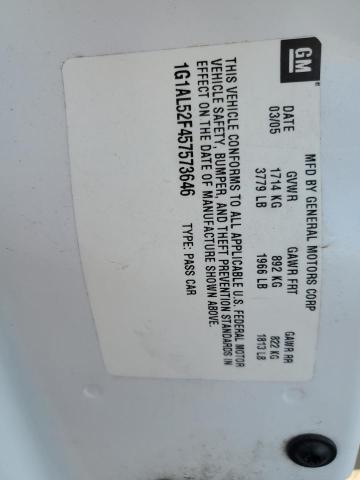 GM
MFD BY GENERAL MOTORS CORP
DATE GVWR GAWR FRT GAWR RR
03/05 1714 KG 892 KG 822 KG
3779 LB 1966 LB 1813 LB
THIS VEHICLE CONFORMS TO ALL APPLICABLE U.S. FEDERAL MOTOR
VEHICLE SAFETY, BUMPER, AND THEFT PREVENTION STANDARDS IN
EFFECT ON THE DATE OF MANUFACTURE SHOWN ABOVE.
1G1AL52F457573646 TYPE: PASS CAR